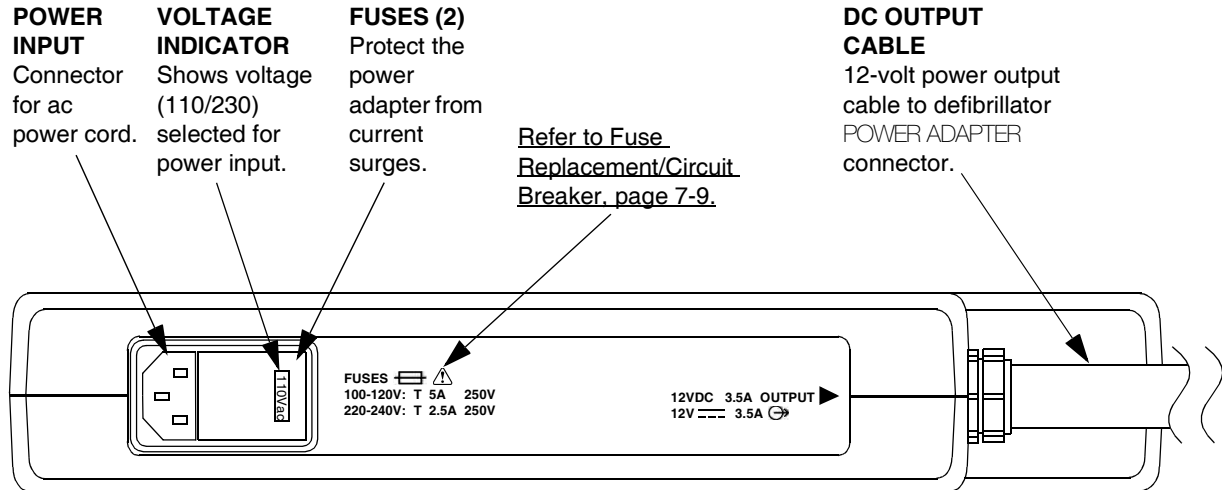 POWER
INPUT
Connector
for ac
power cord.
VOLTAGE
INDICATOR
Shows voltage
(110/230)
selected for
power input.
FUSES (2)
Protect the
power
adapter from
current
surges.
Refer to Fuse
Replacement/Circuit
Breaker, page 7-9.
DC OUTPUT
CABLE
12-volt power output
cable to defibrillator
POWER ADAPTER
connector.
110Vac
FUSES
100-120V: T 5A 250V
220-240V: T 2.5A 250V
12VDC 3.5A OUTPUT
12V 3.5A